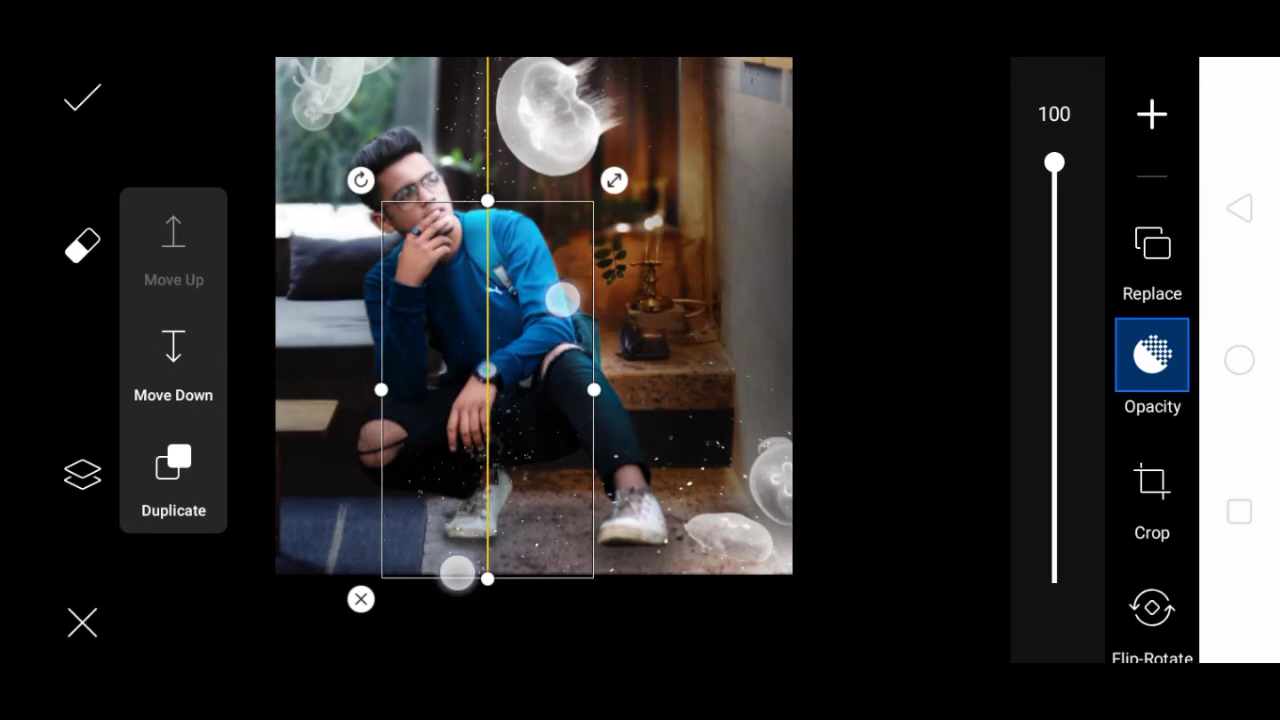 Move Up
Move Down
Duplicate
100
Replace
Opacity
Crop
Flip-Rotate